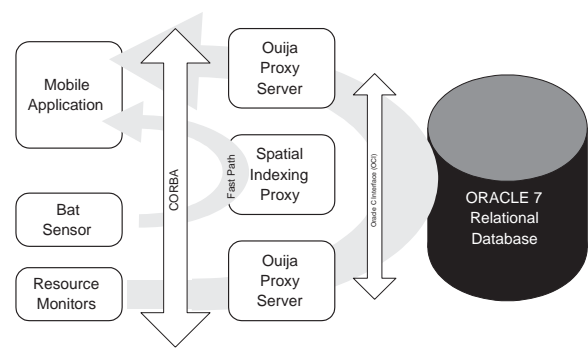 Mobile
Application
Bat
Sensor
Resource
Monitors
CORBA
Ouija
Proxy
Server
Fast Path
Spatial
Indexing
Proxy
Ouija
Proxy
Server
Oracle C Interface (OCI)
ORACLE 7
Relational
Database